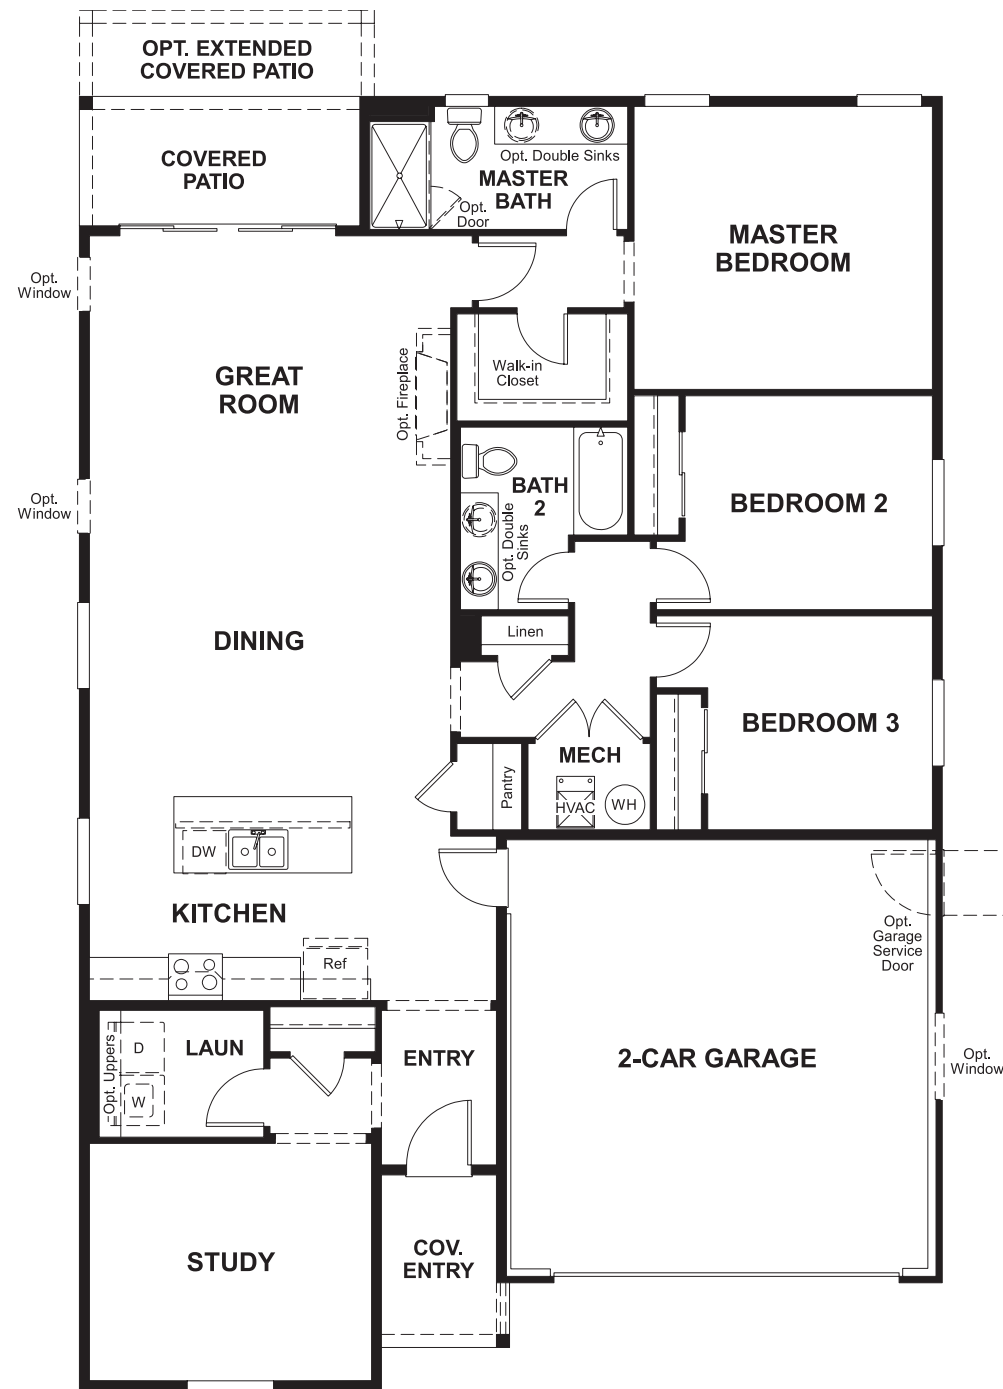 OPT. EXTENDED
COVERED PATIO
COVERED
PATIO
Opt. Double Sinks
MASTER
BATH
Opt.
Door
MASTER
BEDROOM
Opt.
Window
GREAT
ROOM
Opt. Fireplace
Walk-in
Closet
Opt.
Window
BATH
2
Opt. Double
Sinks
BEDROOM 2
DINING
Linen
BEDROOM 3
MECH
Pantry
HVAC
WH
DW
KITCHEN
Ref
Opt.
Garage
Service
Door
Opt. Uppers
D
W
LAUN
ENTRY
2-CAR GARAGE
Opt.
Window
STUDY
COV.
ENTRY